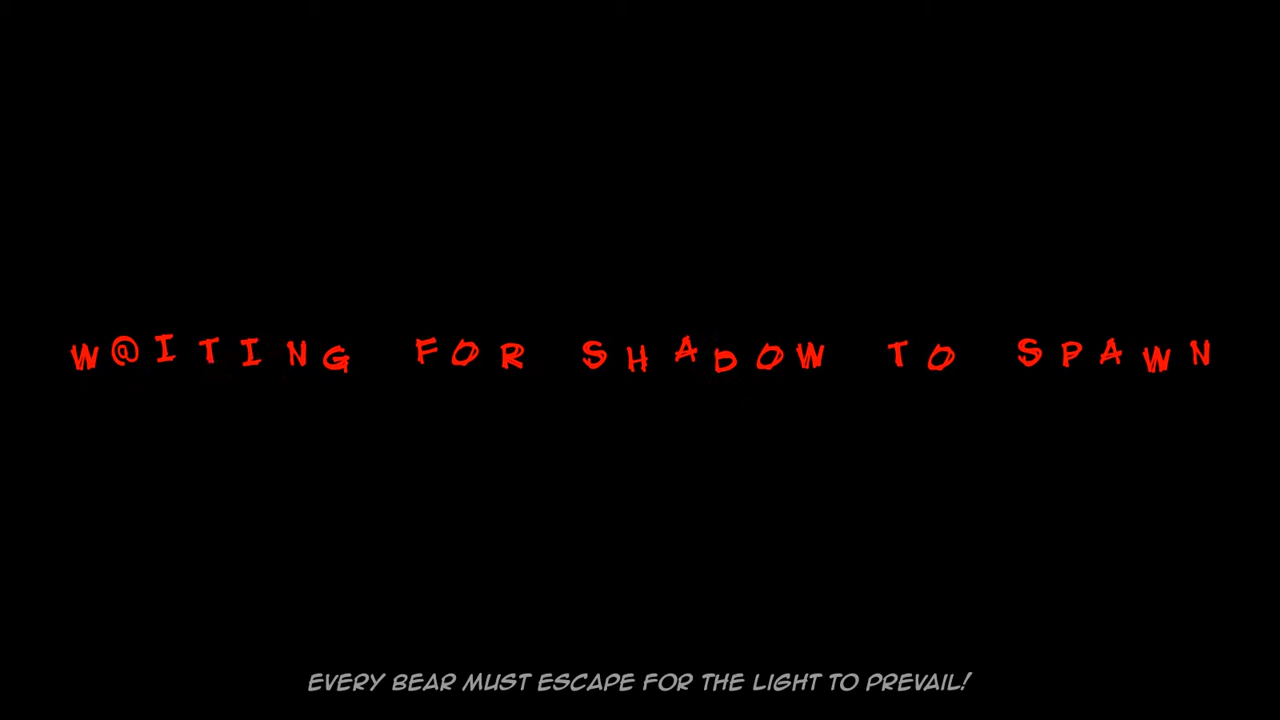 W@ITING FOR SHADOW TO SPAWN
EVERY BEAR MUST ESCAPE FOR THE LIGHT TO PREVAIL!